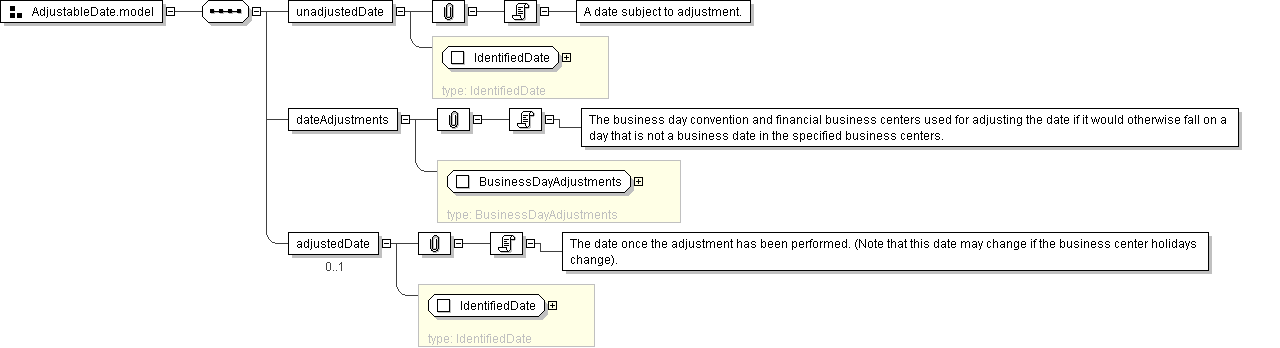 AdjustableDate.model
unadjustedDate
A date subject to adjustment.
IdentifiedDate
type: IdentifiedDate
dateAdjustments
The business day convention and financial business centers used for adjusting the date if it would otherwise fall on a
day that is not a business date in the specified business centers.
BusinessDayAdjustments
type: BusinessDayAdjustments
adjustedDate
0..1
The date once the adjustment has been performed. (Note that this date may change if the business center holidays
change).
IdentifiedDate
type: IdentifiedDate